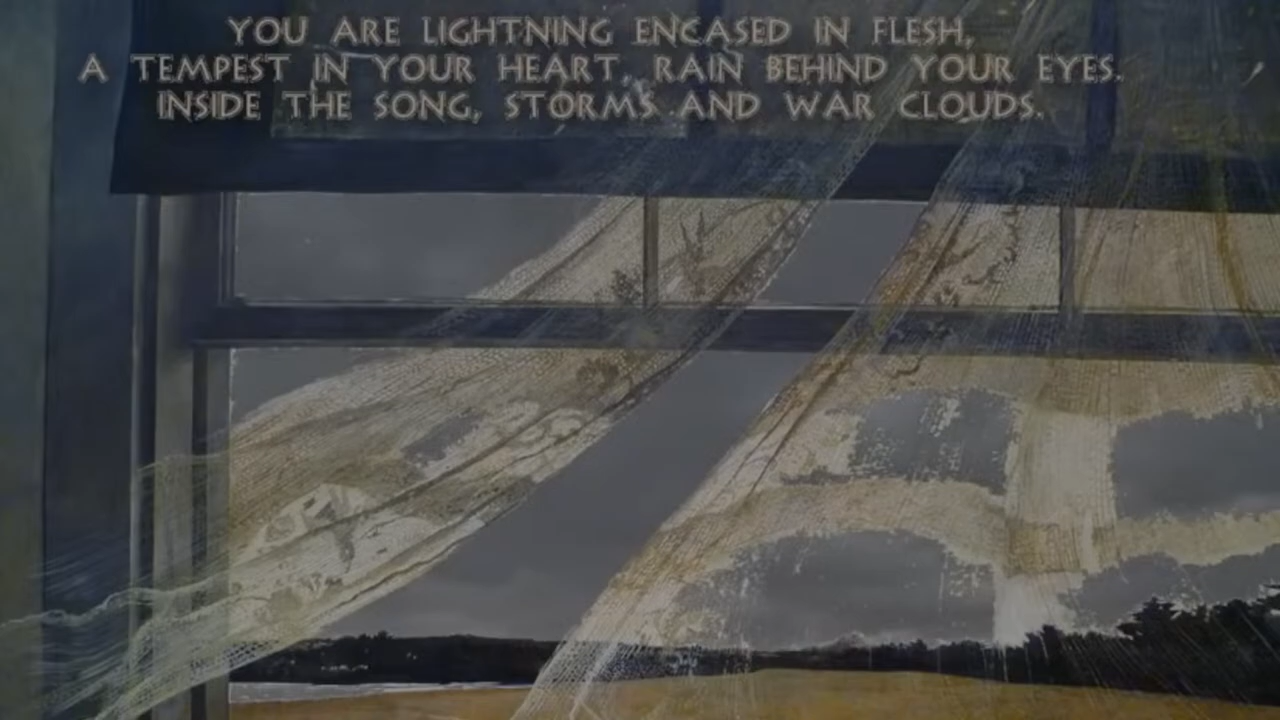 YOU ARE LIGHTNING ENCASED IN FLESH,
A TEMPEST IN YOUR HEART, RAIN BEHIND YOUR EYES.
INSIDE THE SONG, STORMS AND WAR CLOUDS.